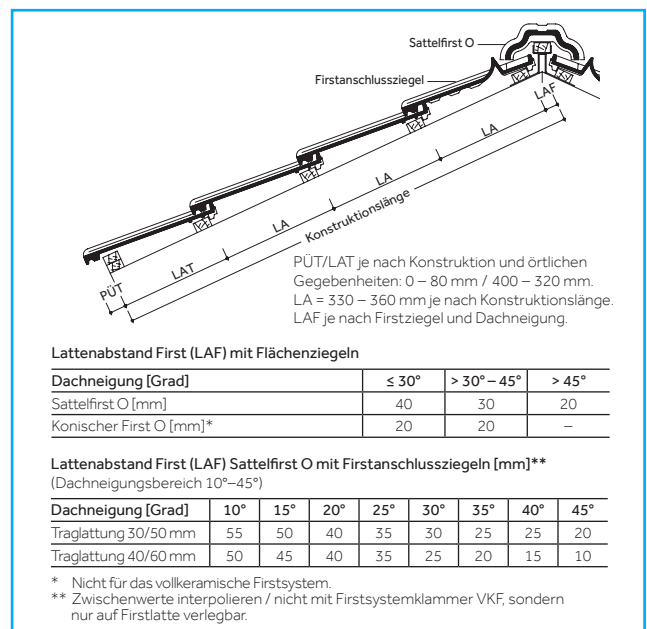 Sattelfirst O
Firstanschlussziegel
LAF
LA
LA
LA
Konstruktionslänge
LAT
PÜT
PÜT/LAT je nach Konstruktion und örtlichen
Gegebenheiten: 0 – 80 mm / 400 – 320 mm.
LA = 330 – 360 mm je nach Konstruktionslänge.
LAF je nach Firstziegel und Dachneigung.
Lattenabstand First (LAF) mit Flächenziegeln
Dachneigung [Grad] ≤ 30° > 30° – 45° > 45°
Sattelfirst O [mm] 40 30 20
Konischer First O [mm]* 20 20 –
Lattenabstand First (LAF) Sattelfirst O mit Firstanschlussziegeln [mm]**
(Dachneigungsbereich 10°–45°)
Dachneigung [Grad] 10° 15° 20° 25° 30° 35° 40° 45°
Traglattung 30/50 mm 55 50 40 35 30 25 25 20
Traglattung 40/60 mm 50 45 40 35 25 20 15 10
* Nicht für das vollkeramische Firstsystem.
** Zwischenwerte interpolieren / nicht mit Firstsystemklammer VKF, sondern
nur auf Firstlatte verlegbar.